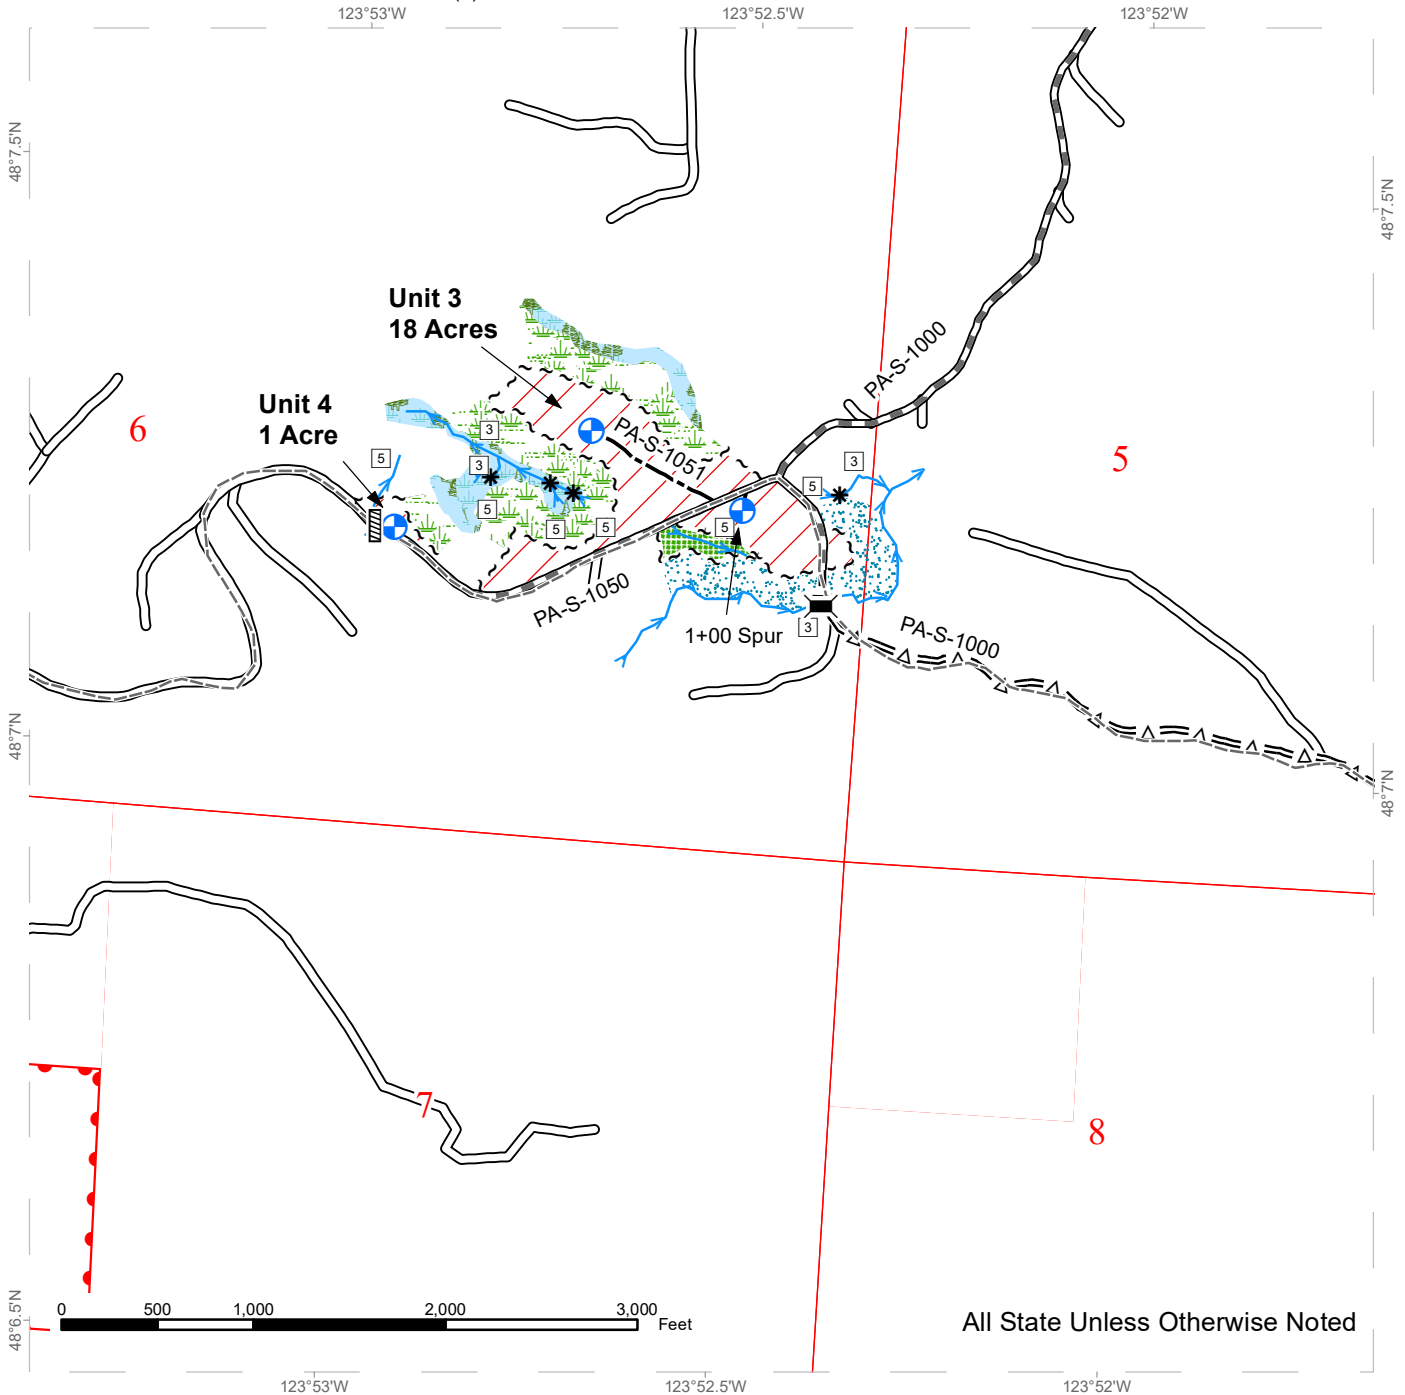 123°53'W
123°52.5'W
123°52'W
48°7.5'N
48°7.5'N
Unit 3
18 Acres
PA-S-1000
Unit 4
1 Acre
6
5
3
PA-S-1051
3
5
3
5
5
5
5
5
PA-S-1050
1+00 Spur
3
PA-S-1000
48°7'N
48°7'N
7
8
0
500
1,000
2,000
3,000
Feet
All State Unless Otherwise Noted
48°6.5'N
123°53'W
123°52.5'W
123°52'W